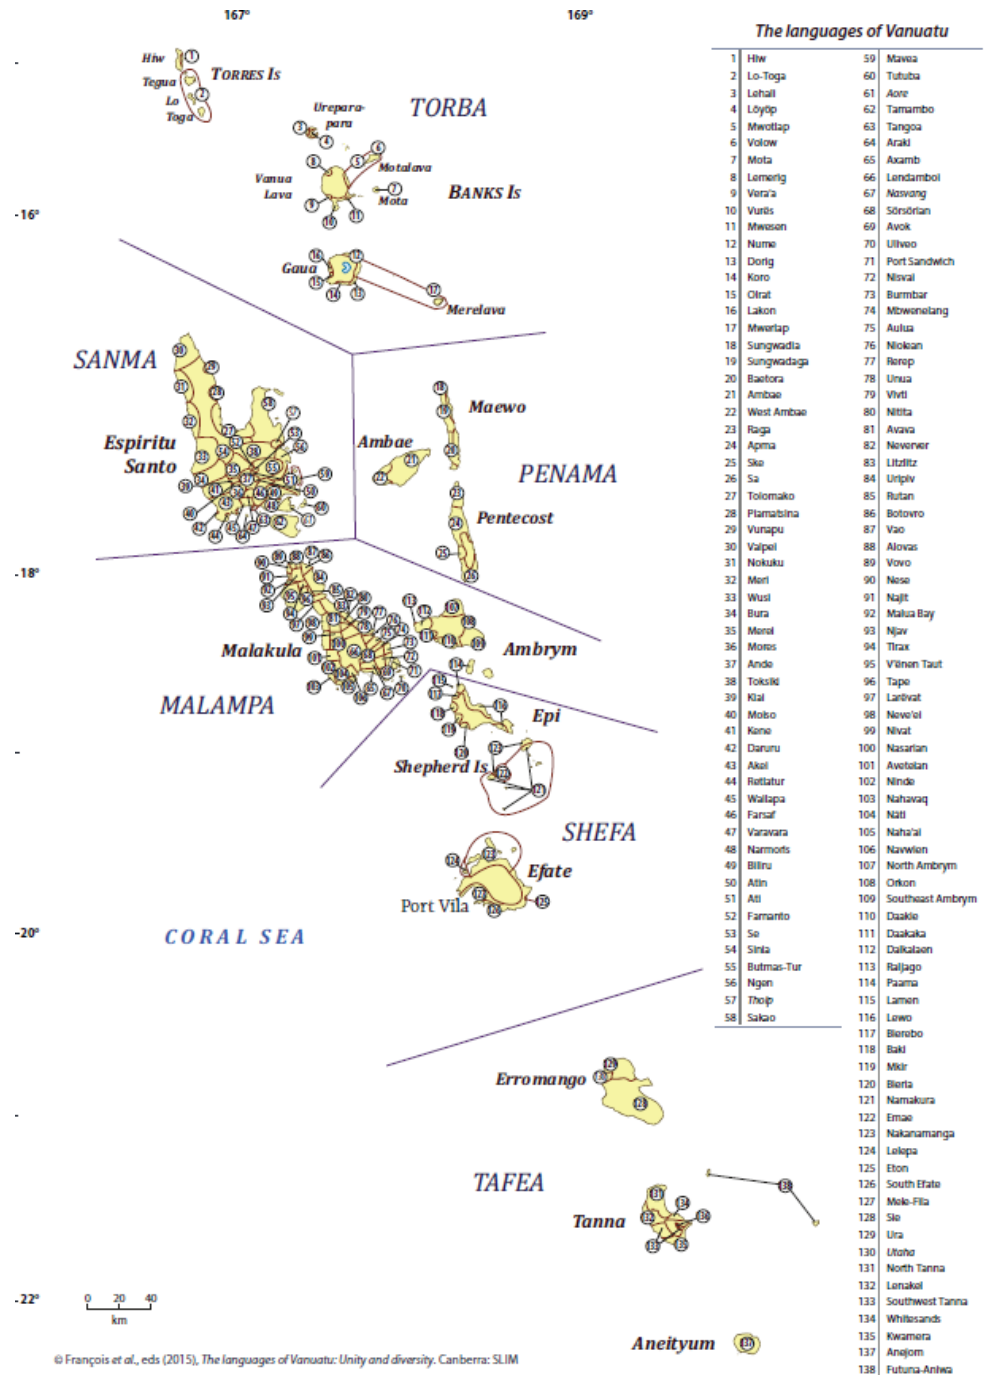 167°
169°
The languages of Vanuatu
Hiw
Tegua
Lo
Toga
TORRES IS
Urepara-
para
TORBA
Motalava
Vanua
Lava
Mota
BANKS IS
-16°
Gaua
Merelava
SANMA
Maewo
Espiritu
Santo
Ambae
PENAMA
Pentecost
-18°
Malakula
Ambrym
MALAMPA
Epi
Shepherd Is
SHEFA
Efate
Port Vila
-20°
CORAL SEA
Erromango
TAFEA
Tanna
-22°
0 20 40
km
Aneityum
© François et al., eds (2015), The languages of Vanuatu: Unity and diversity. Canberra: SLIM
1 Hiw
2 Lo-Toga
3 Lehali
4 Löyöp
5 Mwotlap
6 Volow
7 Mota
8 Lemerig
9 Vera'a
10 Vurës
11 Mwesen
12 Nume
13 Dorig
14 Koro
15 Olrat
16 Lakon
17 Mwerlap
18 Sungwadia
19 Sungwadaga
20 Baetora
21 Ambae
22 West Ambae
23 Raga
24 Apma
25 Ske
26 Sa
27 Tolomako
28 Piamatsina
29 Vunapu
30 Valpei
31 Nokuku
32 Meri
33 Wusi
34 Bura
35 Merei
36 Mores
37 Ande
38 Toksiki
39 Kiai
40 Moiso
41 Kene
42 Daruru
43 Akei
44 Retlatur
45 Wailapa
46 Farsaf
47 Varavara
48 Narmoris
49 Biliru
50 Atin
51 Ati
52 Farnanto
53 Se
54 Sinia
55 Butmas-Tur
56 Ngen
57 Tholp
58 Sakao
59 Mavea
60 Tutuba
61 Aore
62 Tamambo
63 Tangoa
64 Araki
65 Axamb
66 Lendamboi
67 Nasvang
68 Sörsörian
69 Avok
70 Uliveo
71 Port Sandwich
72 Nisvai
73 Burmbar
74 Mbwenelang
75 Aulua
76 Niolean
77 Rerep
78 Unua
79 Vivti
80 Nitita
81 Avava
82 Neverver
83 Litzlitz
84 Uripiv
85 Rutan
86 Botovro
87 Vao
88 Alovas
89 Vovo
90 Nese
91 Najit
92 Malua Bay
93 Njav
94 Tirax
95 V'ënen Taut
96 Tape
97 Larëvat
98 Neve'ei
99 Nivat
100 Nasarian
101 Avetelan
102 Ninde
103 Nahavaq
104 Nāti
105 Naha'ai
106 Navwien
107 North Ambrym
108 Orkon
109 Southeast Ambrym
110 Daakie
111 Daakaka
112 Dalkalaen
113 Raljago
114 Paama
115 Lamen
116 Lewo
117 Bierebo
118 Baki
119 Mkir
120 Bieria
121 Namakura
122 Emae
123 Nakanamanga
124 Lelepa
125 Eton
126 South Efate
127 Mele-Fila
128 Sie
129 Ura
130 Utaha
131 North Tanna
132 Lenakel
133 Southwest Tanna
134 Whitesands
135 Kwamera
137 Anejom
138 Futuna-Aniwa